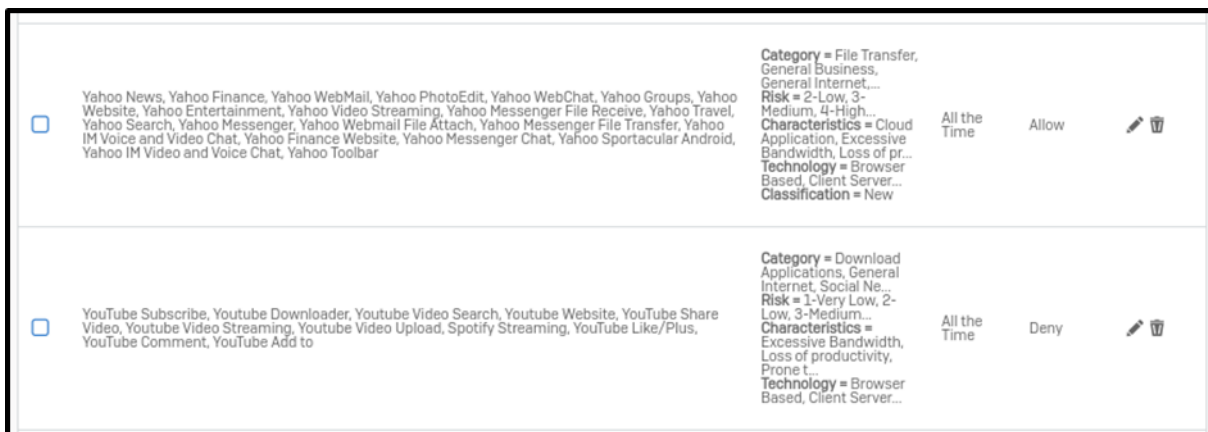 Yahoo News, Yahoo Finance, Yahoo WebMail, Yahoo PhotoEdit, Yahoo WebChat, Yahoo Groups, Yahoo
Website, Yahoo Entertainment, Yahoo Video Streaming, Yahoo Messenger File Receive, Yahoo Travel,
Yahoo Search, Yahoo Messenger, Yahoo Webmail File Attach, Yahoo Messenger File Transfer, Yahoo
IM Voice and Video Chat, Yahoo Finance Website, Yahoo Messenger Chat, Yahoo Sportacular Android,
Yahoo IM Video and Voice Chat, Yahoo Toolbar
Category = File Transfer,
General Business,
General Internet,...
Risk = 2-Low, 3-
Medium, 4-High...
Characteristics = Cloud
Application, Excessive
Bandwidth, Loss of pr...
Technology = Browser
Based, Client Server...
Classification = New
All the
Time
Allow
YouTube Subscribe, Youtube Downloader, Youtube Video Search, Youtube Website, YouTube Share
Video, Youtube Video Streaming, Youtube Video Upload, Spotify Streaming, YouTube Like/Plus,
YouTube Comment, YouTube Add to
Category = Download
Applications, General
Internet, Social Ne...
Risk = 1-Very Low, 2-
Low, 3-Medium...
Characteristics =
Excessive Bandwidth,
Loss of productivity,
Prone t...
Technology = Browser
Based, Client Server...
All the
Time
Deny